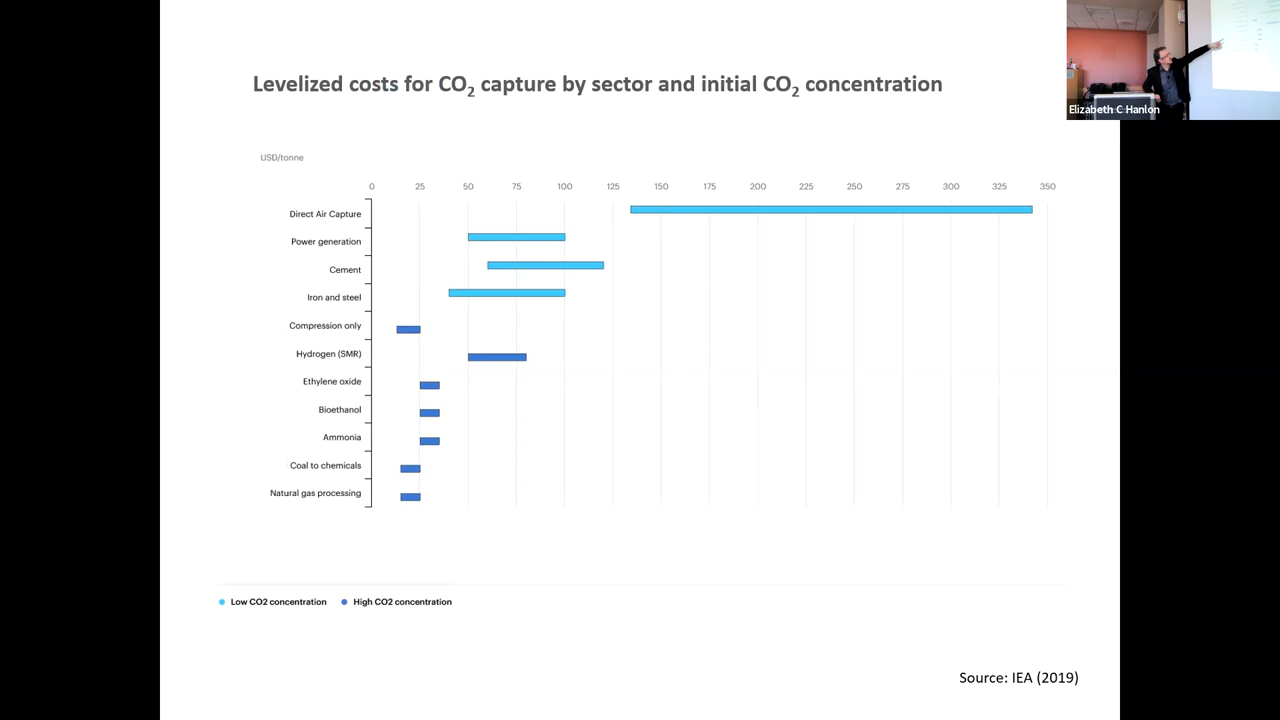 Levelized costs for CO2 capture by sector and initial CO2 concentration
Elizabeth C Hanlon
USD/tonne
0 25 50 75 100 125 150 175 200 225 250 275 300 325 350
Direct Air Capture
Power generation
Cement
Iron and steel
Compression only
Hydrogen (SMR)
Ethylene oxide
Bioethanol
Ammonia
Coal to chemicals
Natural gas processing
Low CO2 concentration High CO2 concentration
Source: IEA (2019)